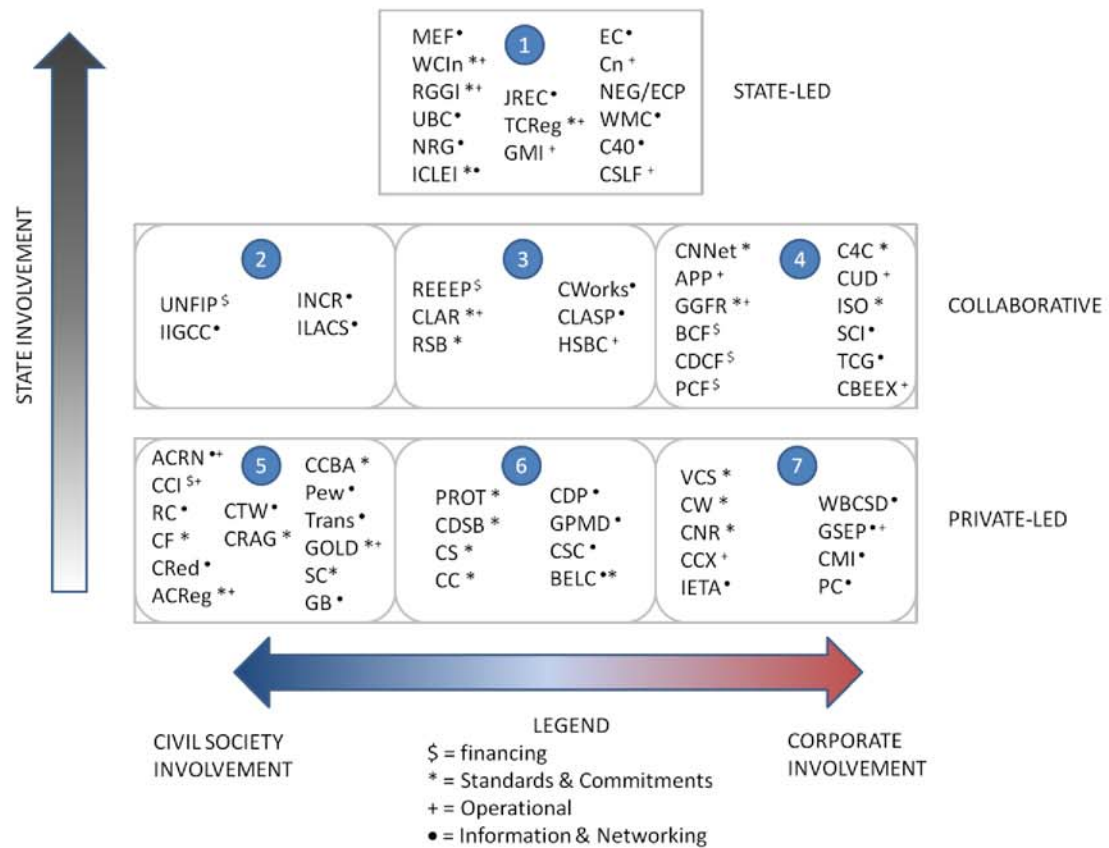 1
MEF•
WCIn *+
RGGI *+
UBC•
NRG•
ICLEI *•
JREC•
TCReg *+
GMI +
EC•
Cn +
NEG/ECP
WMC•
C40•
CSLF +
STATE-LED
STATE INVOLVEMENT
2
UNFIP $
IIGCC•
INCR•
ILACS•
3
REEEP $
CLAR *+
RSB *
CWorks•
CLASP•
HSBC +
4
CNNet *
APP +
GGFR *+
BCF $
CDCF $
PCF $
C4C *
CUD +
ISO *
SCI•
TCG•
CBEEX +
COLLABORATIVE
5
ACRN •+
CCI $+
RC•
CF *
CRed•
ACReg *+
CTW•
CRAG *
CCBA *
Pew•
Trans•
GOLD *+
SC*
GB •
6
PROT *
CDSB *
CS *
CC *
CDP•
GPMD•
CSC•
BELC•*
7
VCS *
CW *
CNR *
CCX +
IETA•
WBCSD•
GSEP•+
CMI•
PC•
PRIVATE-LED
CIVIL SOCIETY
INVOLVEMENT
LEGEND
$ = financing
* = Standards & Commitments
+ = Operational
• = Information & Networking
CORPORATE
INVOLVEMENT